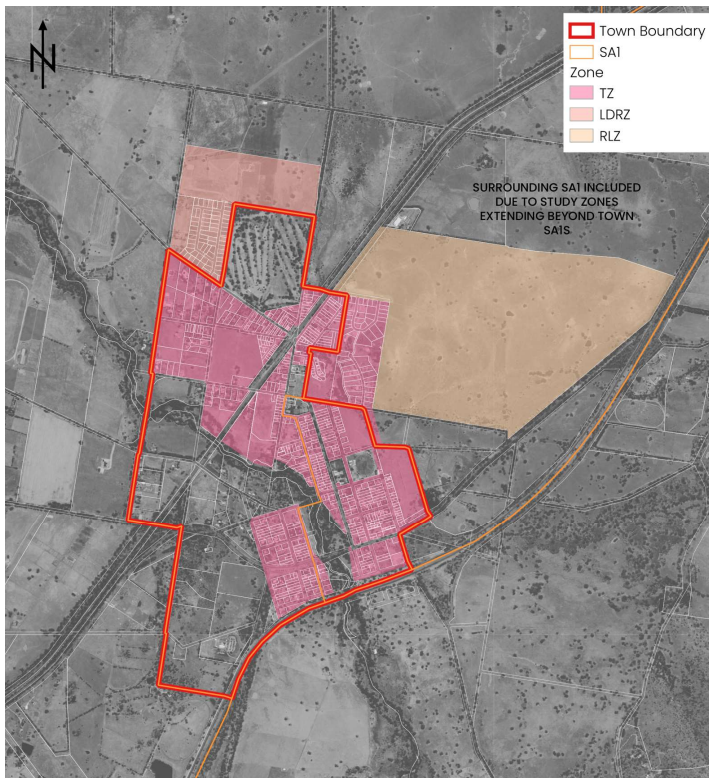 N
Town Boundary
SA1
Zone
TZ
LDRZ
RLZ
SURROUNDING SA1 INCLUDED
DUE TO STUDY ZONES
EXTENDING BEYOND TOWN
SA1S